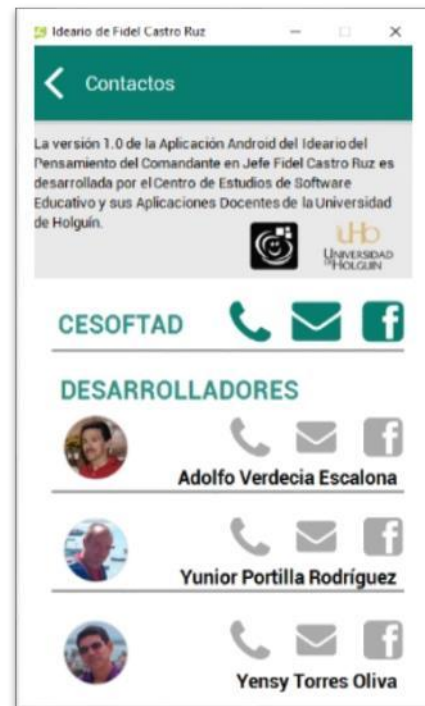 Ideario de Fidel Castro Ruz
Contactos
La versión 1.0 de la Aplicación Android del Ideario del
Pensamiento del Comandante en Jefe Fidel Castro Ruz es
desarrollada por el Centro de Estudios de Software
Educativo y sus Aplicaciones Docentes de la Universidad
de Holguín.
uHo
UNIVERSIDAD
DE HOLGUÍN
CESOFTAD
DESARROLLADORES
Adolfo Verdecia Escalona
Yunior Portilla Rodríguez
Yensy Torres Oliva